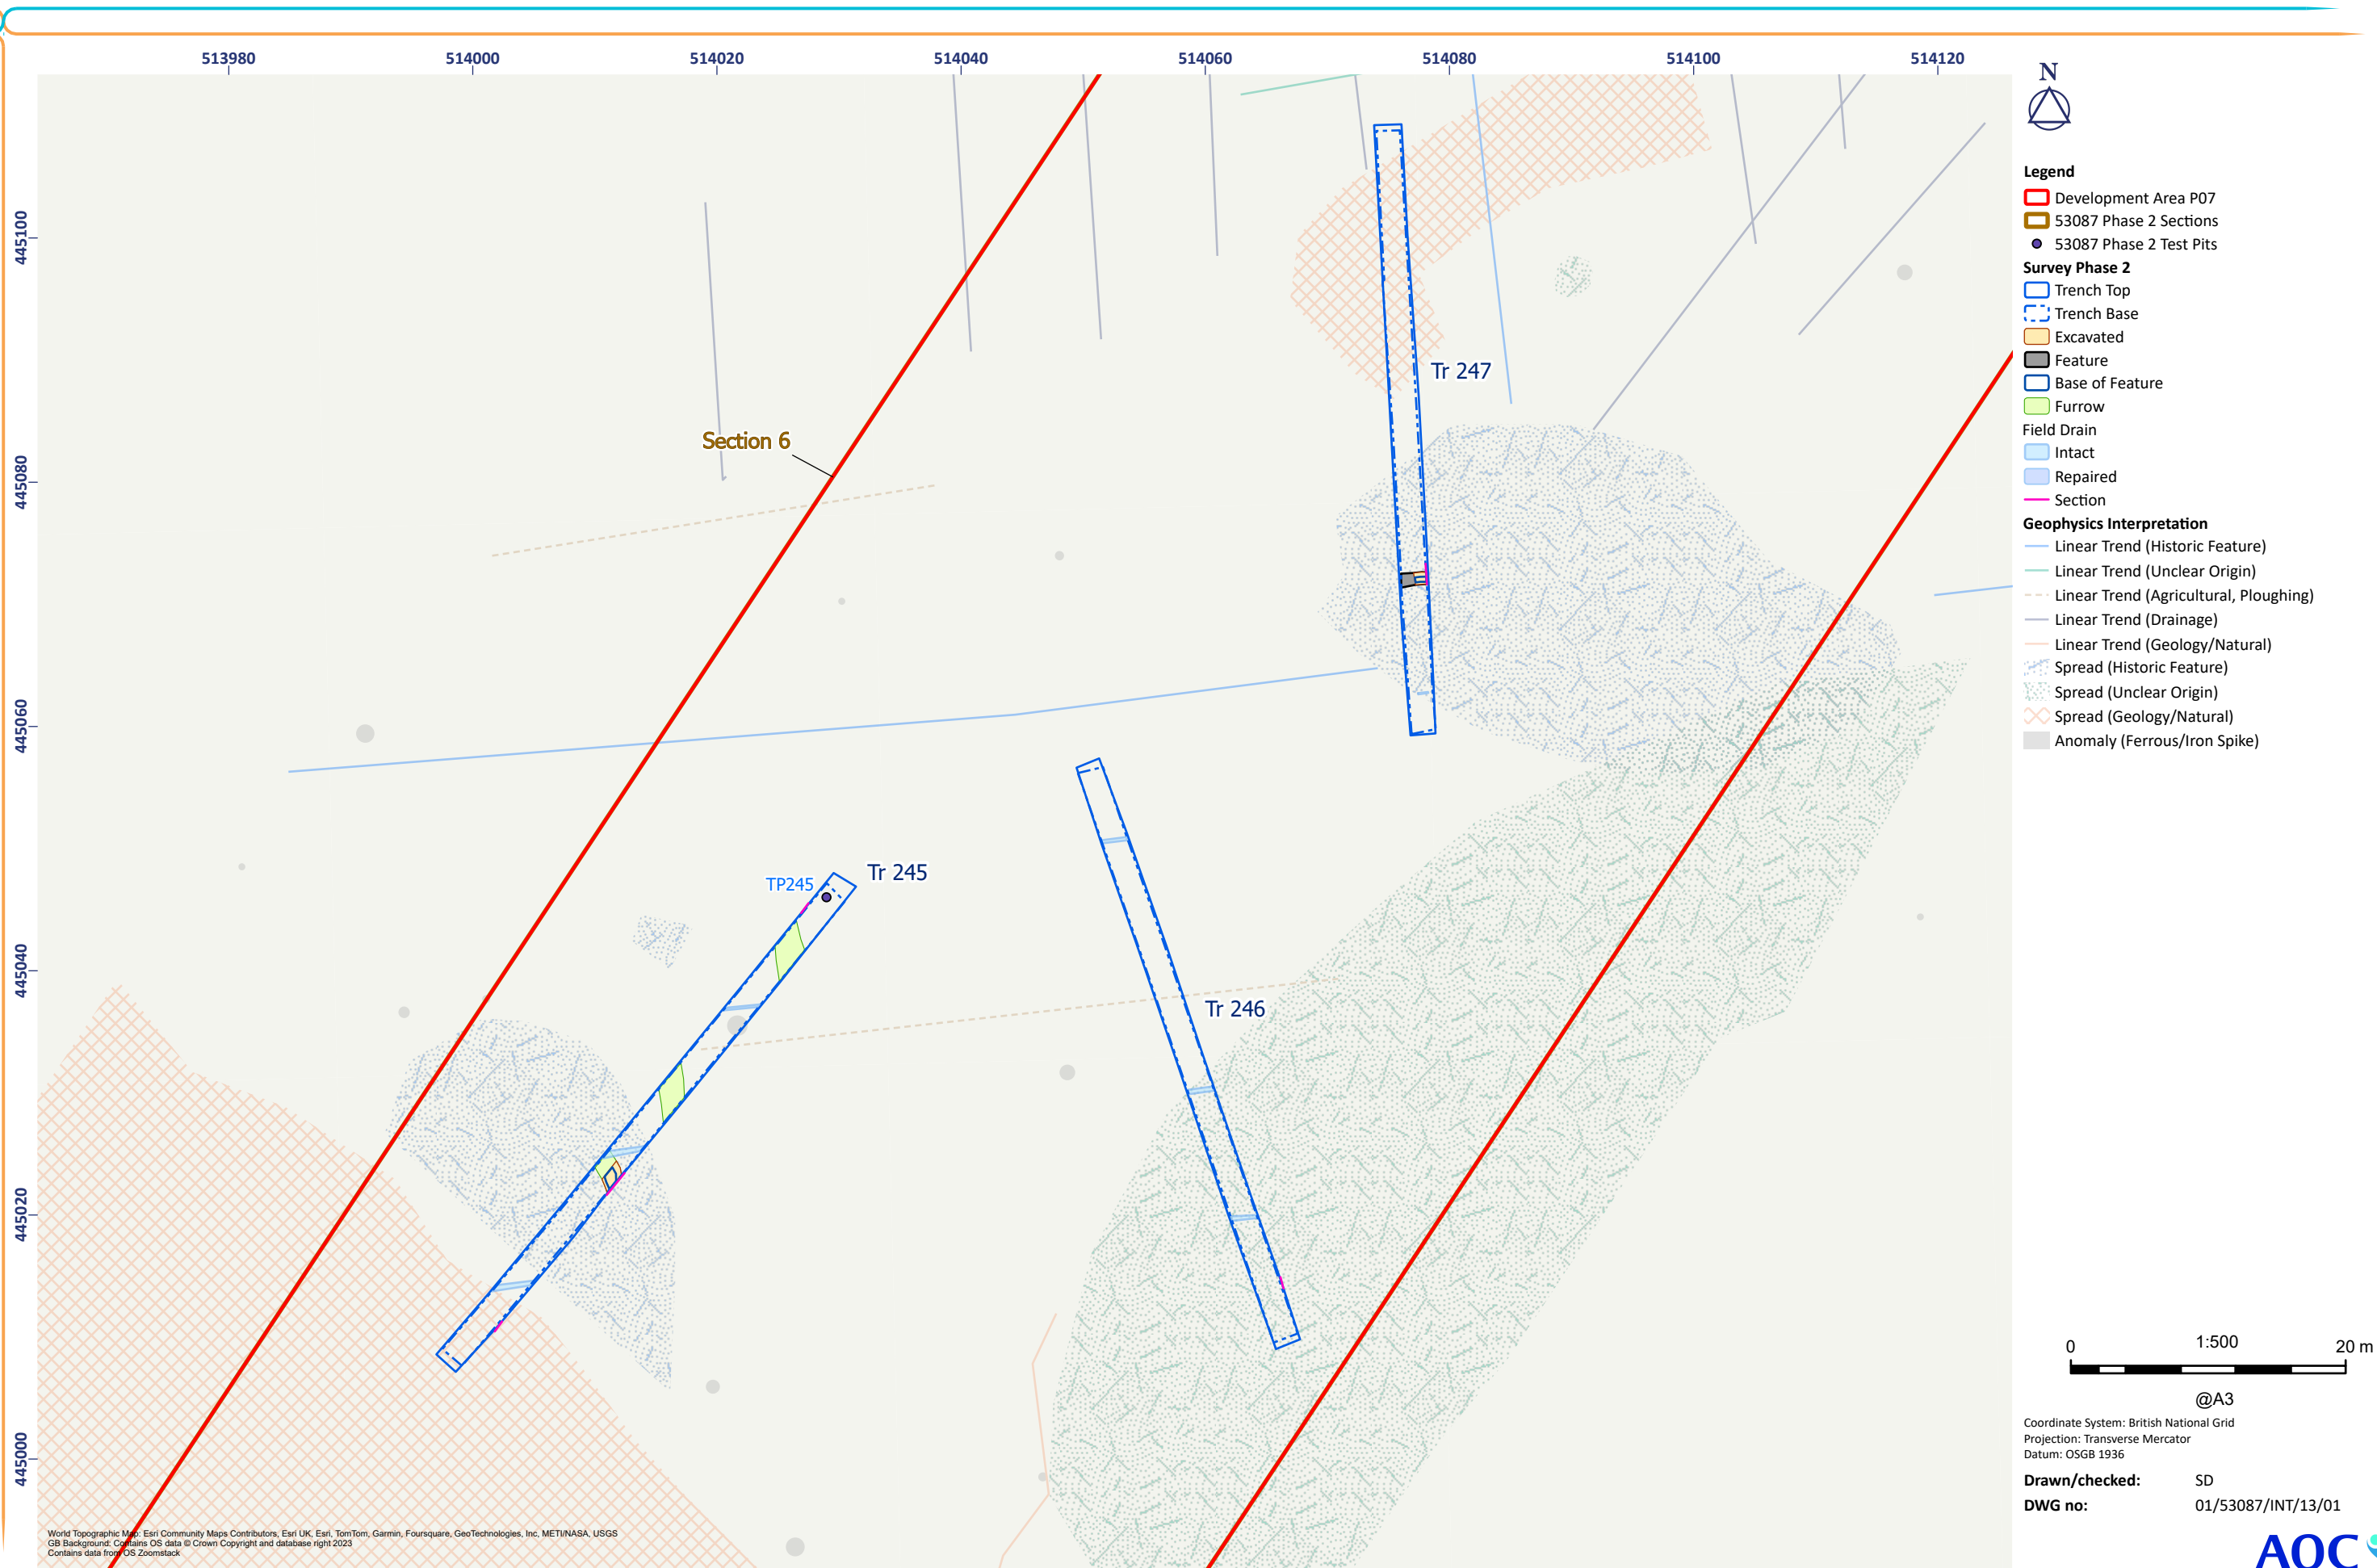 513980 514000 514020 514040 514060 514080 514100 514120
445100
445080
445060
445040
445020
445000
Section 6
Tr 247
TP245
Tr 245
Tr 246
N
Legend
Development Area P07
53087 Phase 2 Sections
53087 Phase 2 Test Pits
Survey Phase 2
Trench Top
Trench Base
Excavated
Feature
Base of Feature
Furrow
Field Drain
Intact
Repaired
Section
Geophysics Interpretation
Linear Trend (Historic Feature)
Linear Trend (Unclear Origin)
Linear Trend (Agricultural, Ploughing)
Linear Trend (Drainage)
Linear Trend (Geology/Natural)
Spread (Historic Feature)
Spread (Unclear Origin)
Spread (Geology/Natural)
Anomaly (Ferrous/Iron Spike)
0 1:500 20 m
@A3
Coordinate System: British National Grid
Projection: Transverse Mercator
Datum: OSGB 1936
Drawn/checked: SD
DWG no: 01/53087/INT/13/01
AOC
World Topographic Map: Esri Community Maps Contributors, Esri UK, Esri, TomTom, Garmin, Foursquare, GeoTechnologies, Inc, METI/NASA, USGS
GB Background: Contains OS data © Crown Copyright and database right 2023
Contains data from OS Zoomstack